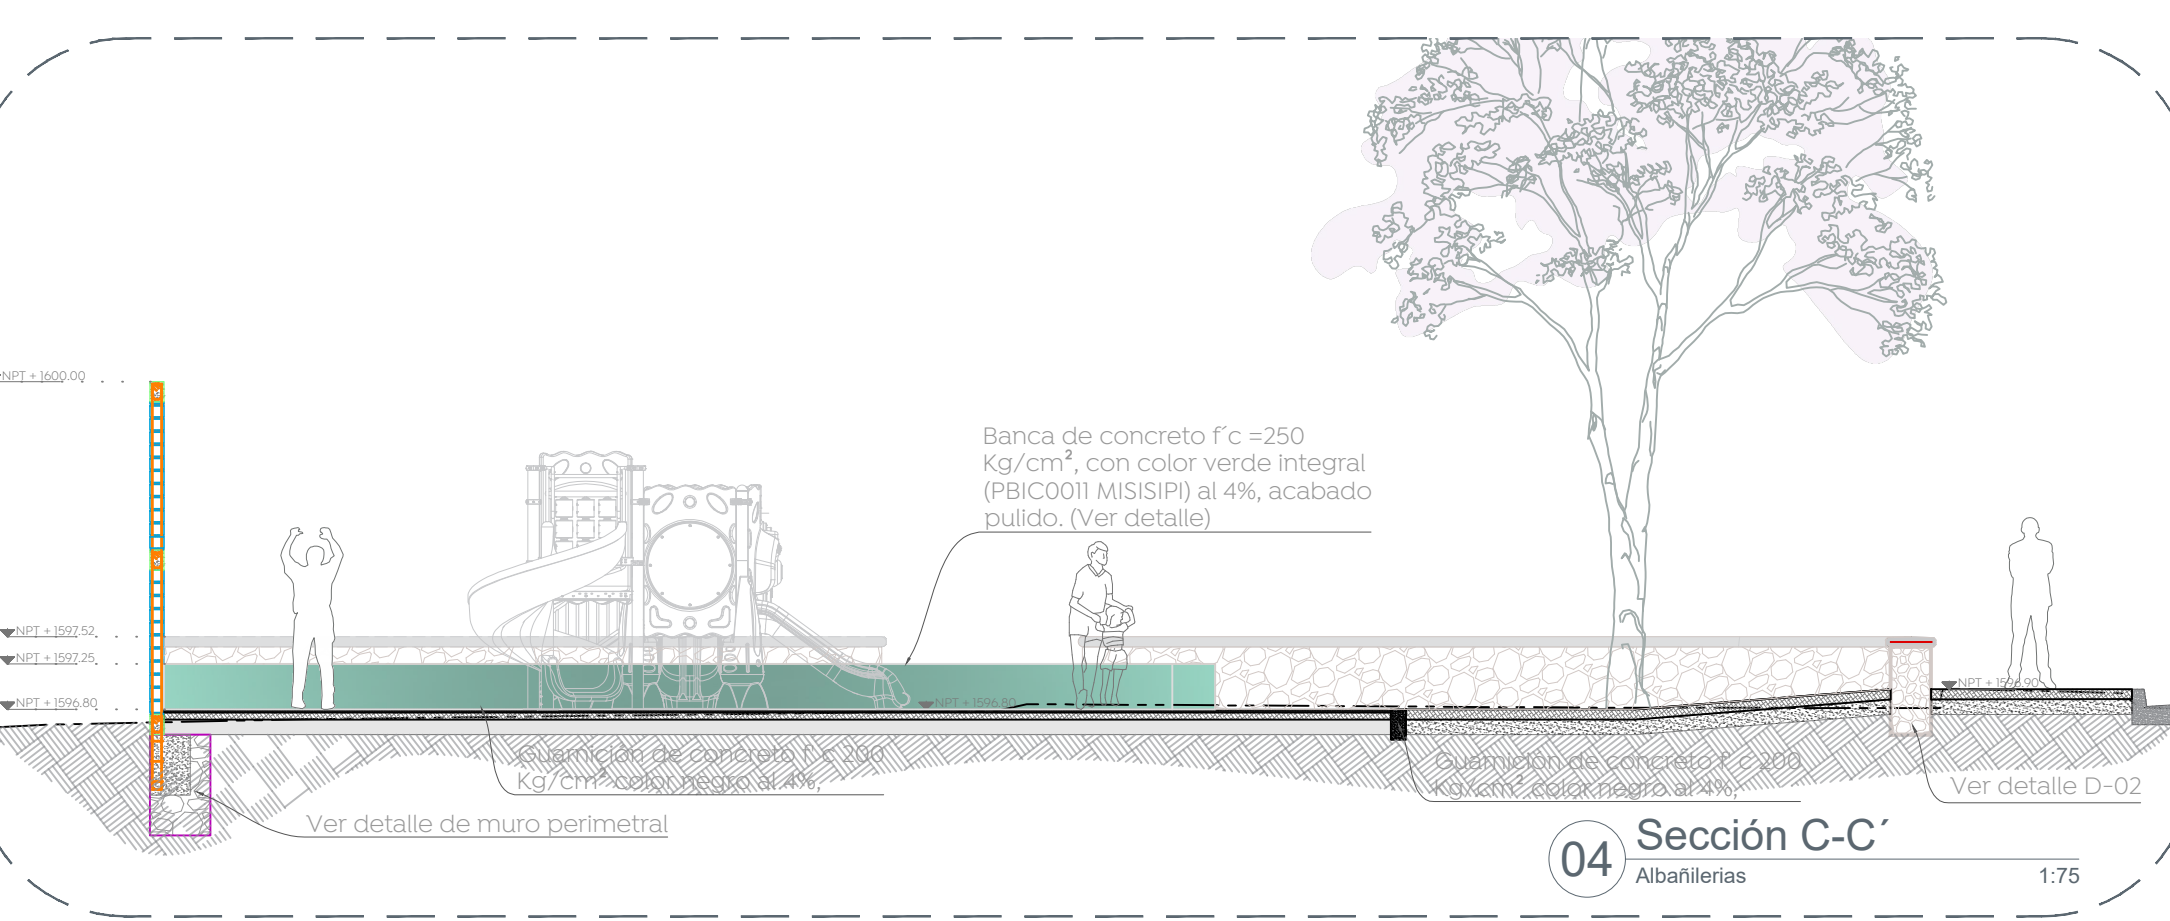 NPT + 1600.00
Banca de concreto f´c =250
Kg/cm², con color verde integral
(PBIC0011 MISISIPI) al 4%, acabado
pulido. (Ver detalle)
NPT + 1597.52
NPT + 1597.25
NPT + 1596.80
NPT + 1596.80
NPT + 1596.90
Guarnición de concreto f' c 200
Kg/cm² color negro al 4%,
Guarnición de concreto f' c 200
Kg/cm² color negro al 4%,
Ver detalle D-02
Ver detalle de muro perimetral
04
Sección C-C´
Albañilerias
1:75